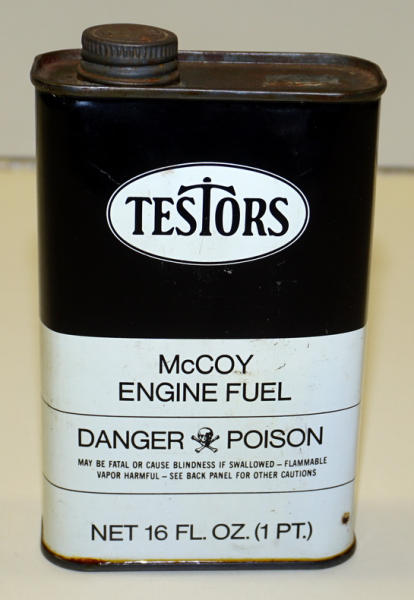 TESTORS
McCOY
ENGINE FUEL
DANGER POISON
MAY BE FATAL OR CAUSE BLINDNESS IF SWALLOWED – FLAMMABLE
VAPOR HARMFUL – SEE BACK PANEL FOR OTHER CAUTIONS
NET 16 FL. OZ. (1 PT.)